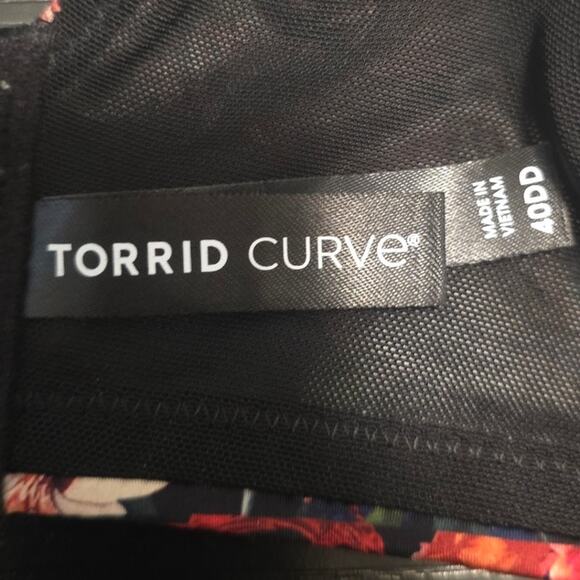 TORRID CURVe®
MADE IN
VIETNAM
40DD